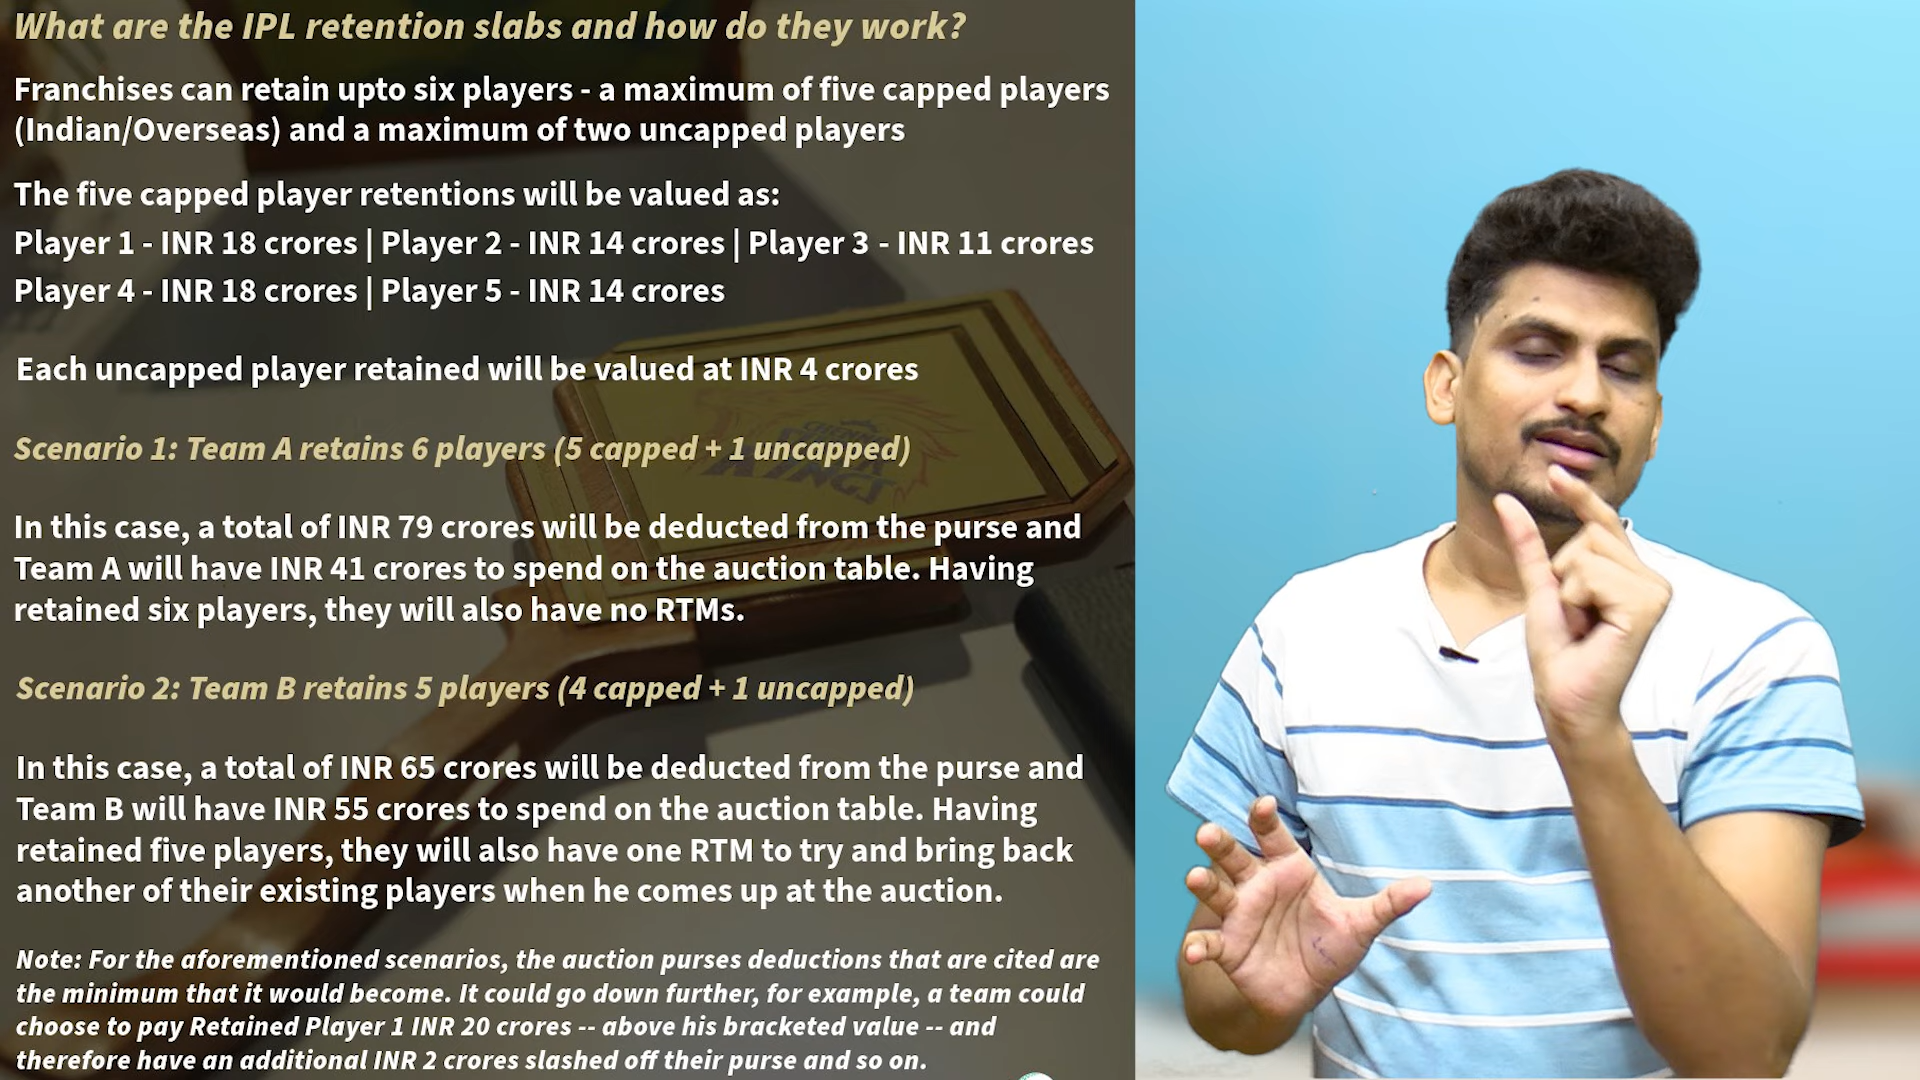 What are the IPL retention slabs and how do they work?
Franchises can retain upto six players - a maximum of five capped players
(Indian/Overseas) and a maximum of two uncapped players
The five capped player retentions will be valued as:
Player 1 - INR 18 crores | Player 2 - INR 14 crores | Player 3 - INR 11 crores
Player 4 - INR 18 crores | Player 5 - INR 14 crores
Each uncapped player retained will be valued at INR 4 crores
CHENNAI
SUPER
KINGS
Scenario 1: Team A retains 6 players (5 capped + 1 uncapped)
In this case, a total of INR 79 crores will be deducted from the purse and
Team A will have INR 41 crores to spend on the auction table. Having
retained six players, they will also have no RTMs.
Scenario 2: Team B retains 5 players (4 capped + 1 uncapped)
In this case, a total of INR 65 crores will be deducted from the purse and
Team B will have INR 55 crores to spend on the auction table. Having
retained five players, they will also have one RTM to try and bring back
another of their existing players when he comes up at the auction.
Note: For the aforementioned scenarios, the auction purses deductions that are cited are
the minimum that it would become. It could go down further, for example, a team could
choose to pay Retained Player 1 INR 20 crores -- above his bracketed value -- and
therefore have an additional INR 2 crores slashed off their purse and so on.